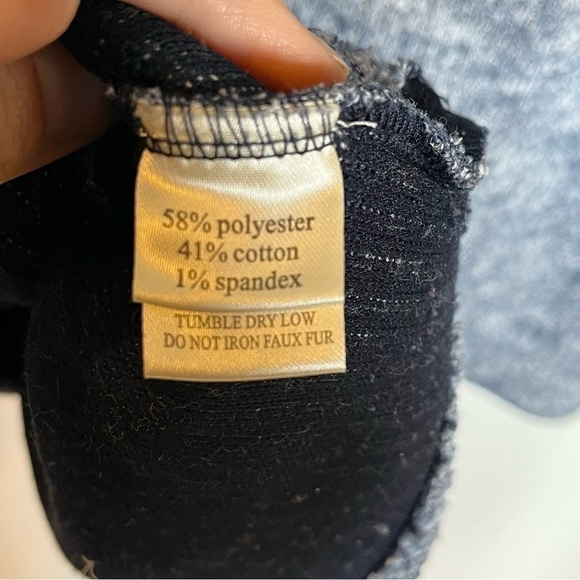 58% polyester
41% cotton
1% spandex
TUMBLE DRY LOW
DO NOT IRON FAUX FUR